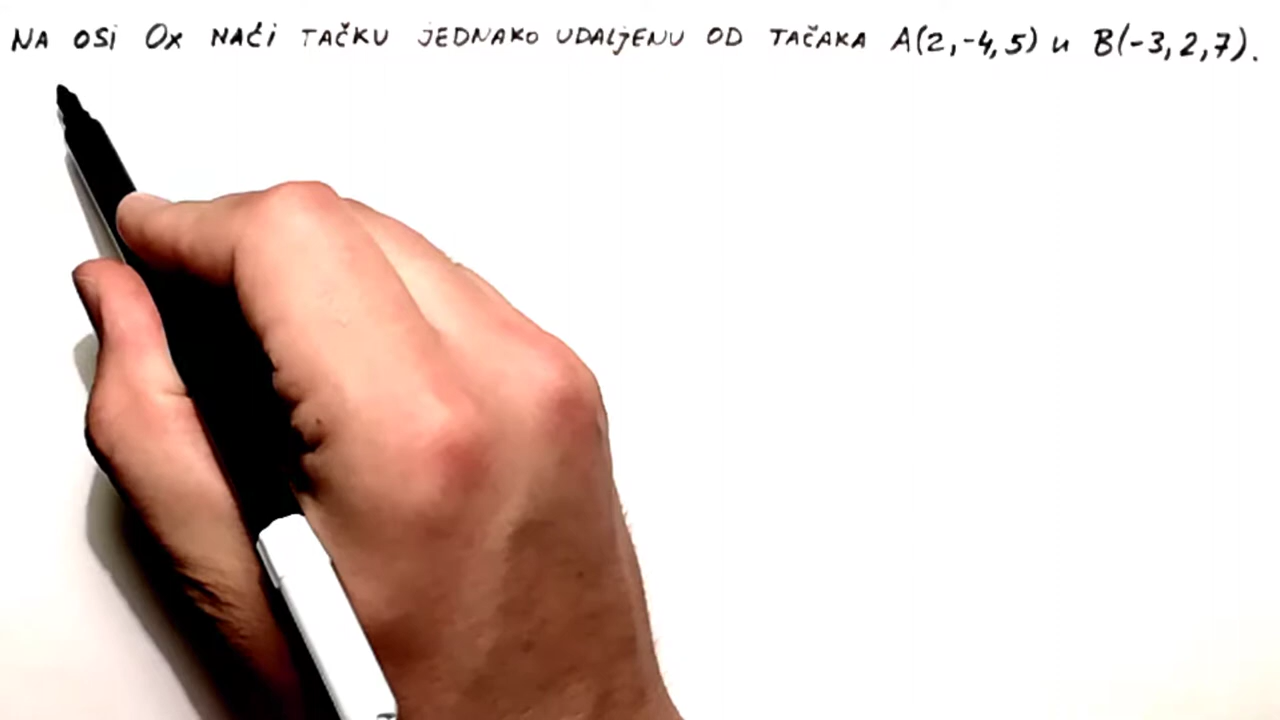 NA OSI Ox NAĆI TAČKU JEDNAKO UDALJENU OD TAČAKA A(2,-4,5) u B(-3,2,7).